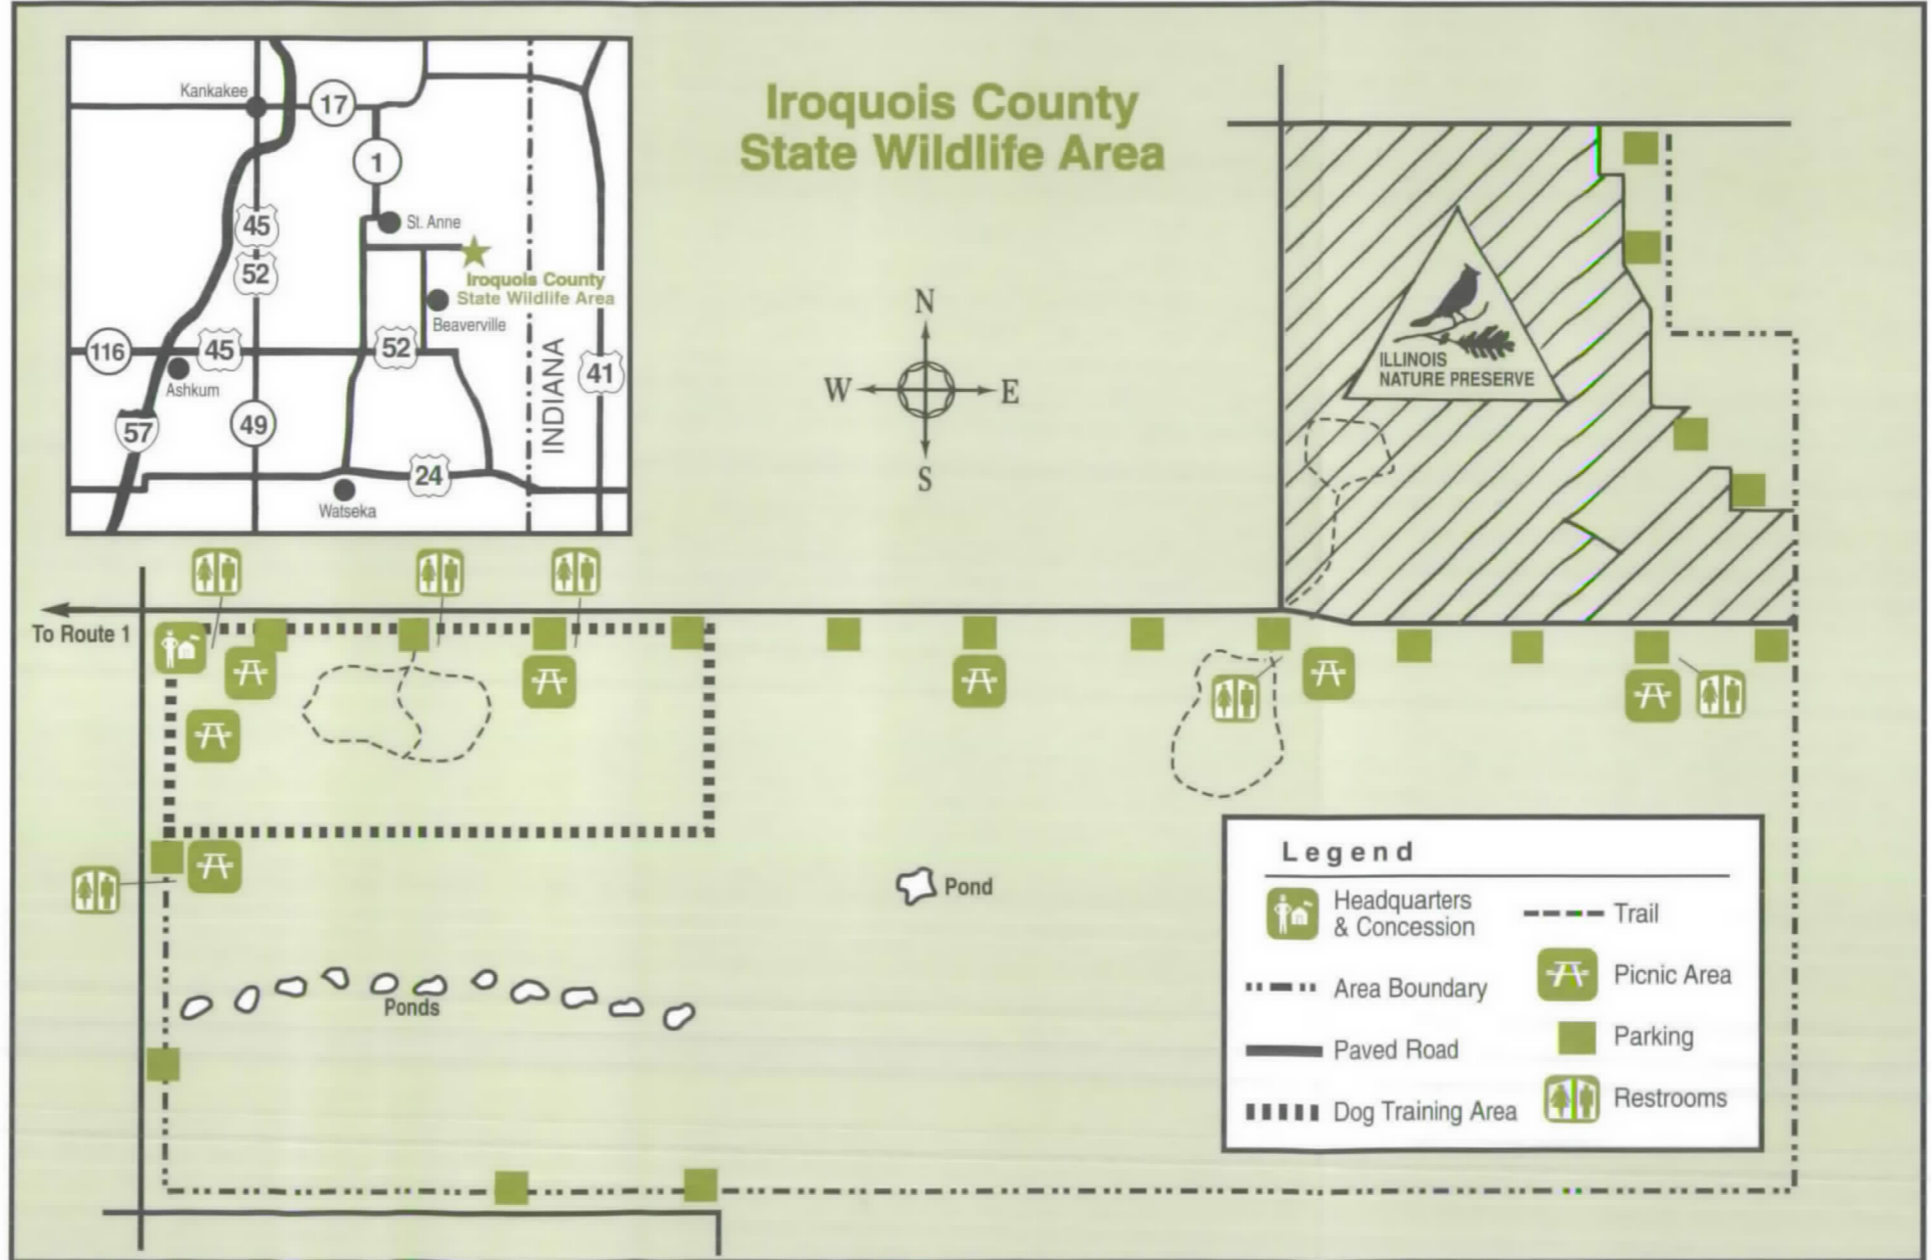 Iroquois County
State Wildlife Area
Kankakee
17
1
45
52
St. Anne
Iroquois County
State Wildlife Area
Beaverville
116
45
52
Ashkum
41
INDIANA
57
49
24
Watseka
N
W
E
S
ILLINOIS
NATURE PRESERVE
To Route 1
Pond
Ponds
Legend
Headquarters
& Concession
Trail
Area Boundary
Picnic Area
Paved Road
Parking
Dog Training Area
Restrooms